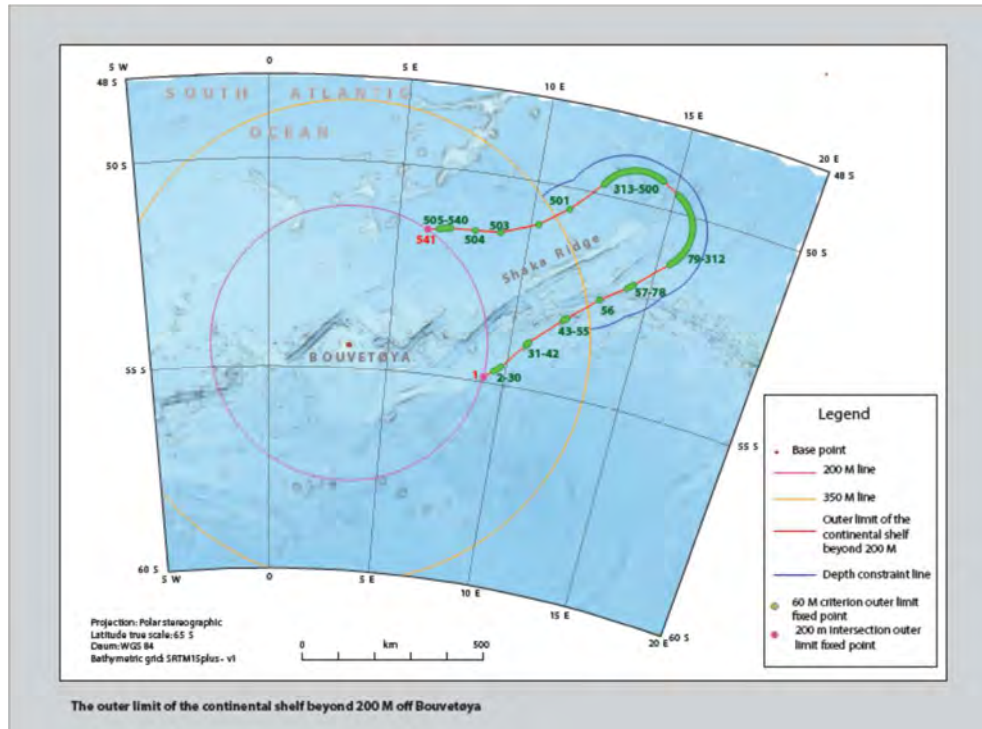 5 W
0
5 E
10 E
15 E
20 E
48 S
48 S
SOUTH ATLANTIC
OCEAN
50 S
313-500
501
505-540
503
541
504
Shaka Ridge
79-312
50 S
57-78
56
43-55
BOUVETØYA
31-42
55 S
1
2-30
55 S
60 S
5 W
0
5 E
10 E
15 E
20 E
60 S
Legend
Base point
200 M line
350 M line
Outer limit of the
continental shelf
beyond 200 M
Depth constraint line
60 M criterion outer limit
fixed point
200 m intersection outer
limit fixed point
Projection: Polar stereographic
Latitude true scale: 65 S
Daum: WGS 84
Bathymetric grid: SRTM15plus - v1
0 km 500
The outer limit of the continental shelf beyond 200 M off Bouvetøya